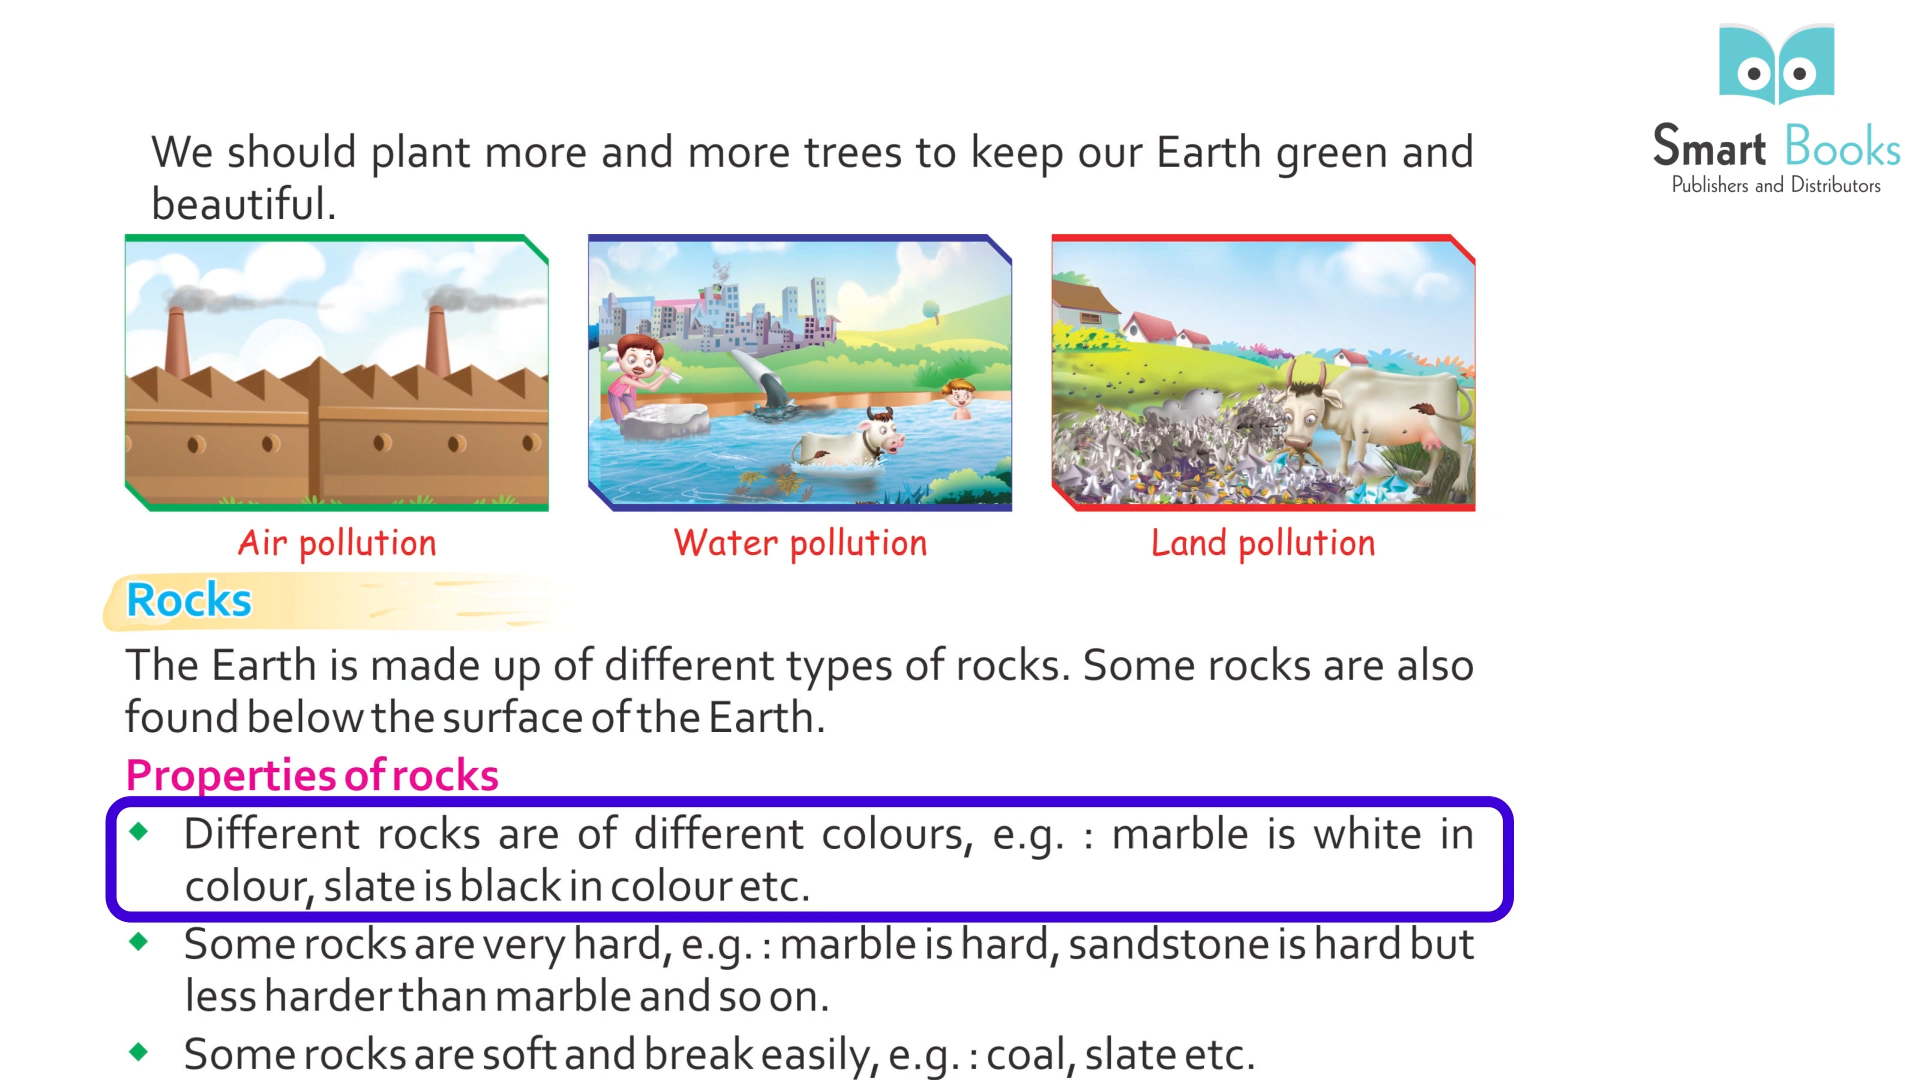 Smart Books
Publishers and Distributors
We should plant more and more trees to keep our Earth green and
beautiful.
Air pollution
Water pollution
Land pollution
Rocks
The Earth is made up of different types of rocks. Some rocks are also
found below the surface of the Earth.
Properties of rocks
◆ Different rocks are of different colours, e.g. : marble is white in
colour, slate is black in colour etc.
◆ Some rocks are very hard, e.g. : marble is hard, sandstone is hard but
less harder than marble and so on.
◆ Some rocks are soft and break easily, e.g. : coal, slate etc.